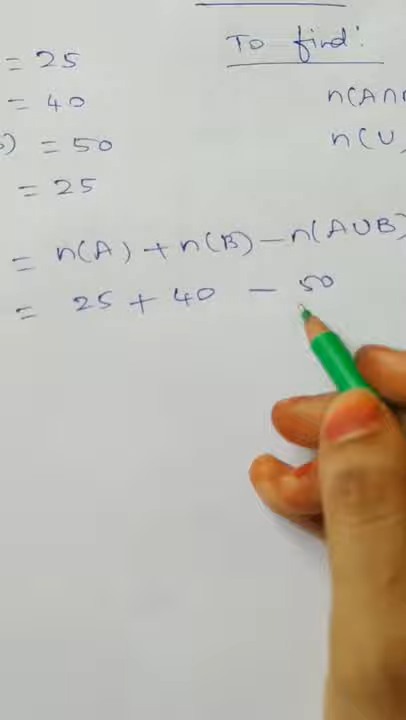 To find:
= 25
= 40
n(A∩
) = 50
n(U
= 25
= n(A) + n(B) - n(A∪B)
= 25 + 40 - 50